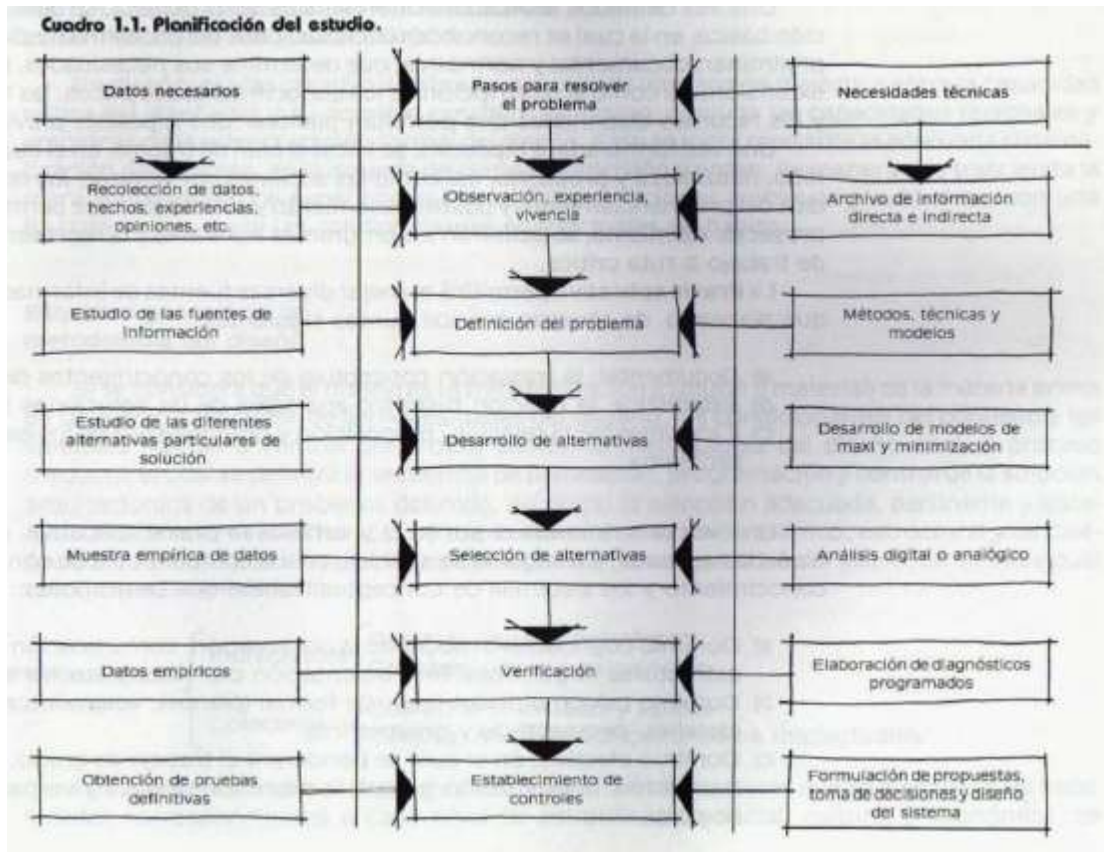 Cuadro 1.1. Planificación del estudio.
Datos necesarios
Pasos para resolver
el problema
Necesidades técnicas
Recolección de datos,
hechos, experiencias,
opiniones, etc.
Observación, experiencia,
vivencia
Archivo de información
directa e indirecta
Estudio de las fuentes de
información
Definición del problema
Métodos, técnicas y
modelos
Estudio de las diferentes
alternativas particulares de
solución
Desarrollo de alternativas
Desarrollo de modelos de
maxi y minimización
Muestra empírica de datos
Selección de alternativas
Análisis digital o analógico
Datos empíricos
Verificación
Elaboración de diagnósticos
programados
Obtención de pruebas
definitivas
Establecimiento de
controles
Formulación de propuestas,
toma de decisiones y diseño
del sistema